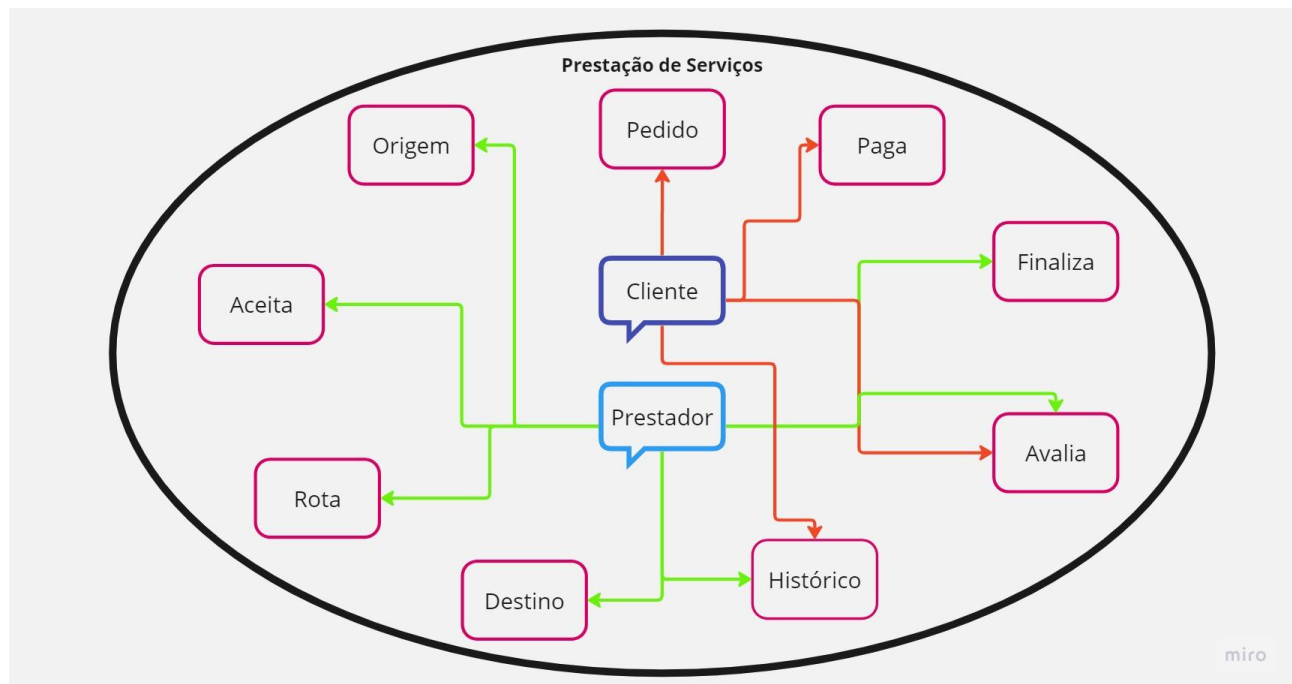 Prestação de Serviços
Pedido
Origem
Paga
Finaliza
Cliente
Aceita
Prestador
Avalia
Rota
Histórico
Destino
miro